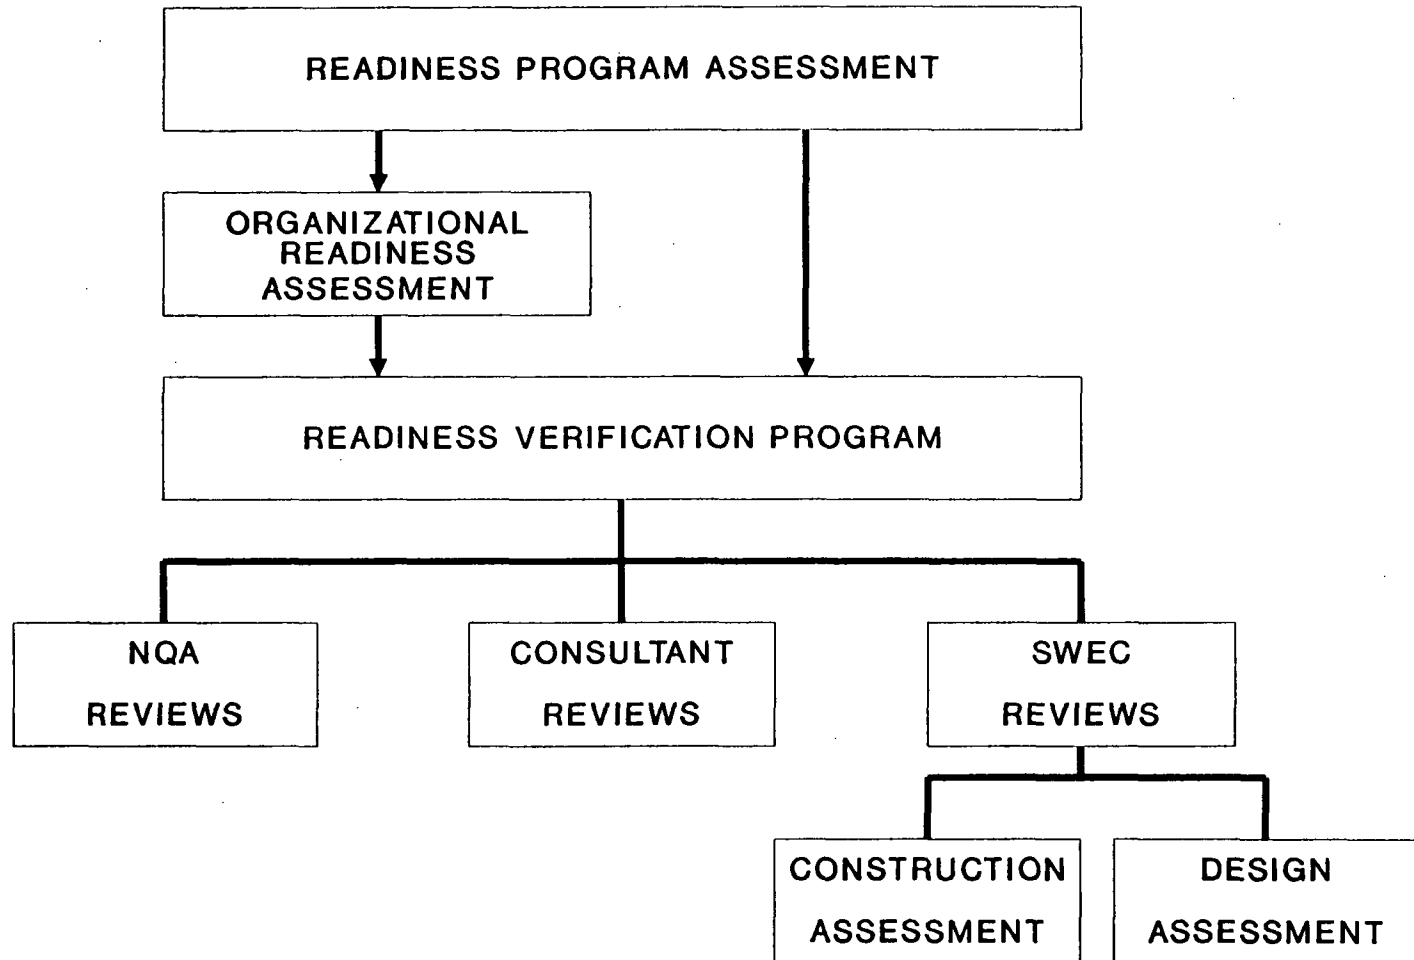 READINESS PROGRAM ASSESSMENT
ORGANIZATIONAL
READINESS
ASSESSMENT
READINESS VERIFICATION PROGRAM
NQA
REVIEWS
CONSULTANT
REVIEWS
SWEC
REVIEWS
CONSTRUCTION
ASSESSMENT
DESIGN
ASSESSMENT